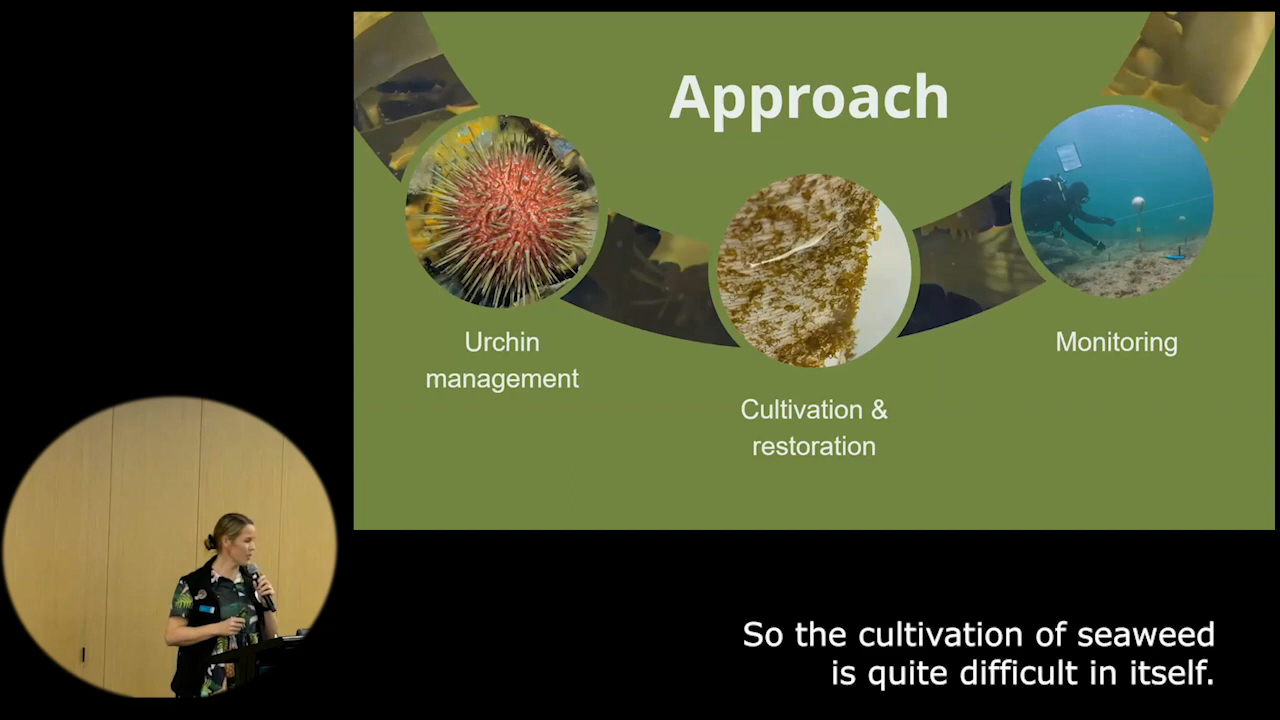 Approach
Urchin
management
Cultivation &
restoration
Monitoring
So the cultivation of seaweed
is quite difficult in itself.